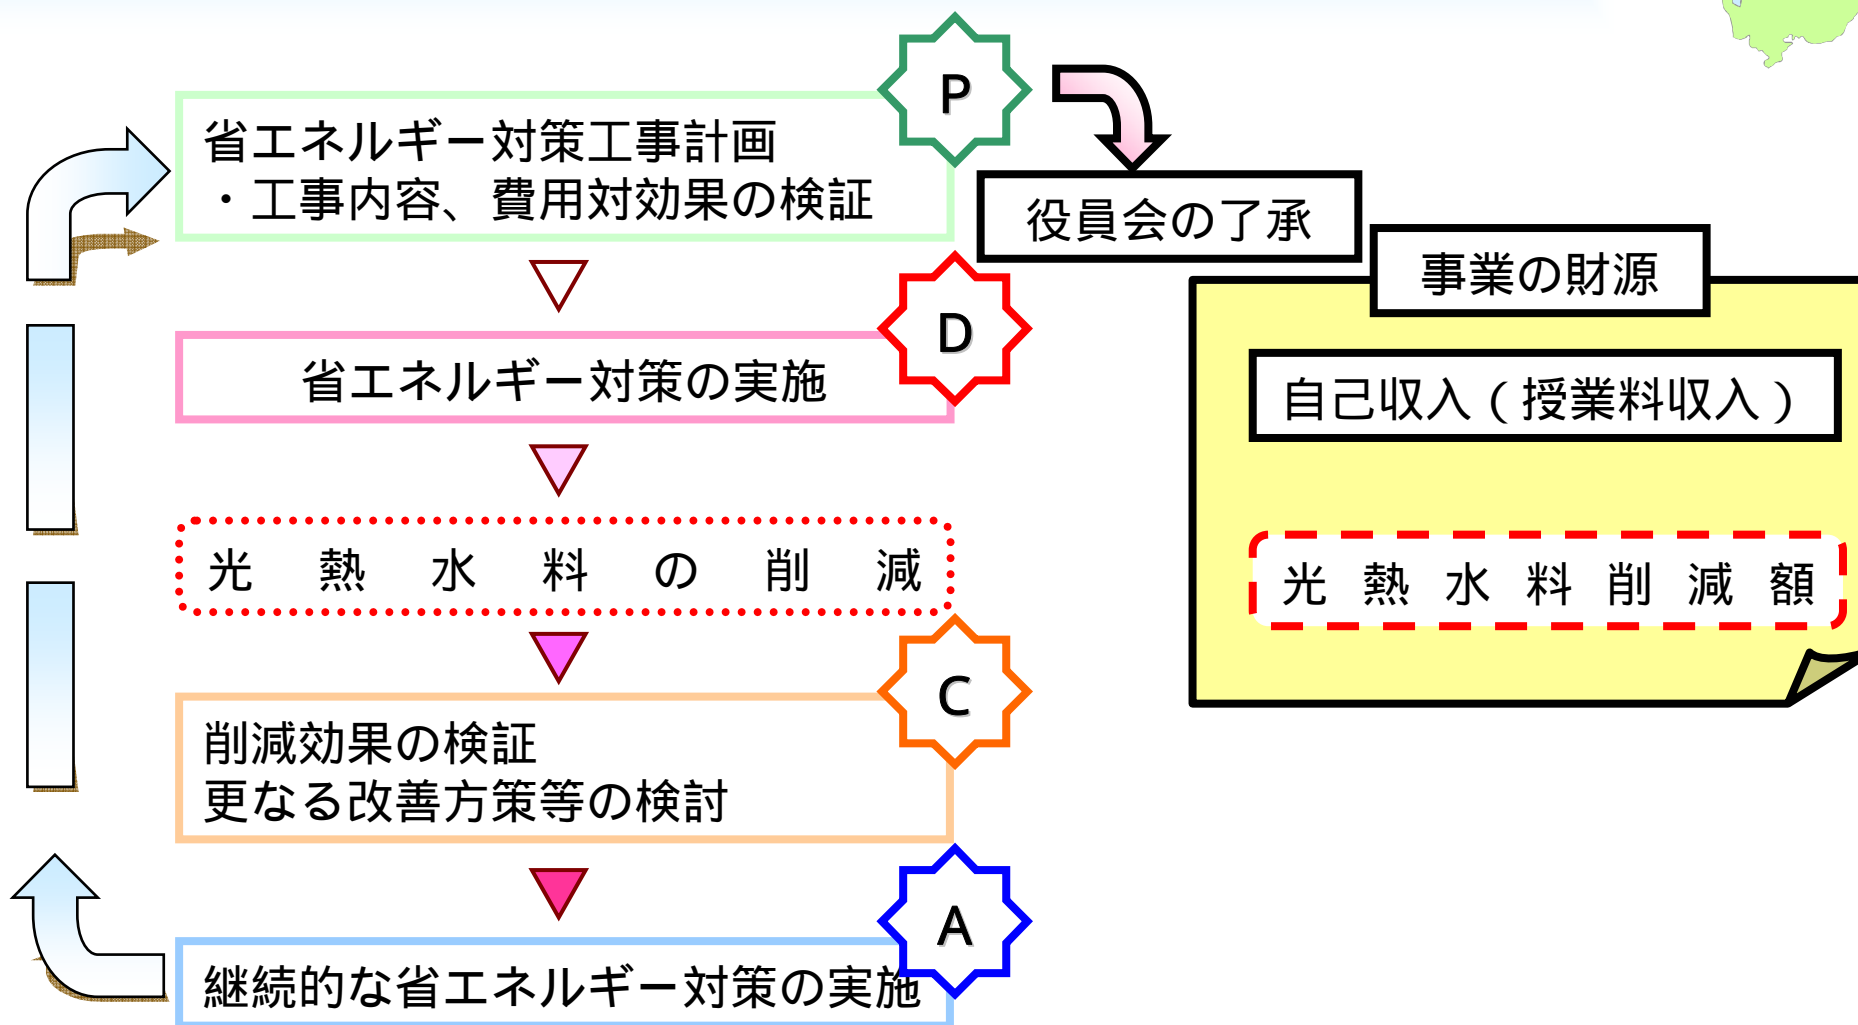 P
省エネルギー対策工事計画
・工事内容、費用対効果の検証
役員会の了承
事業の財源
D
省エネルギー対策の実施
自己収入（授業料収入）
光熱水料の削減
光熱水料削減額
C
削減効果の検証
更なる改善方策等の検討
A
継続的な省エネルギー対策の実施